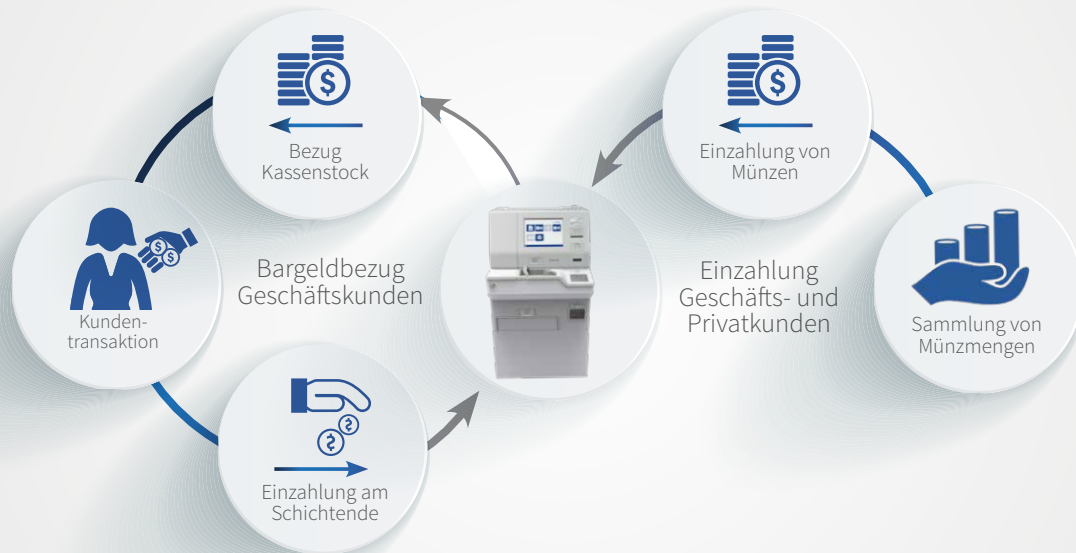 Bezug
Kassenstock
Einzahlung von
Münzen
Bargeldbezug
Geschäftskunden
Einzahlung
Geschäfts- und
Privatkunden
Kunden-
transaktion
Sammlung von
Münzmengen
Einzahlung am
Schichtende